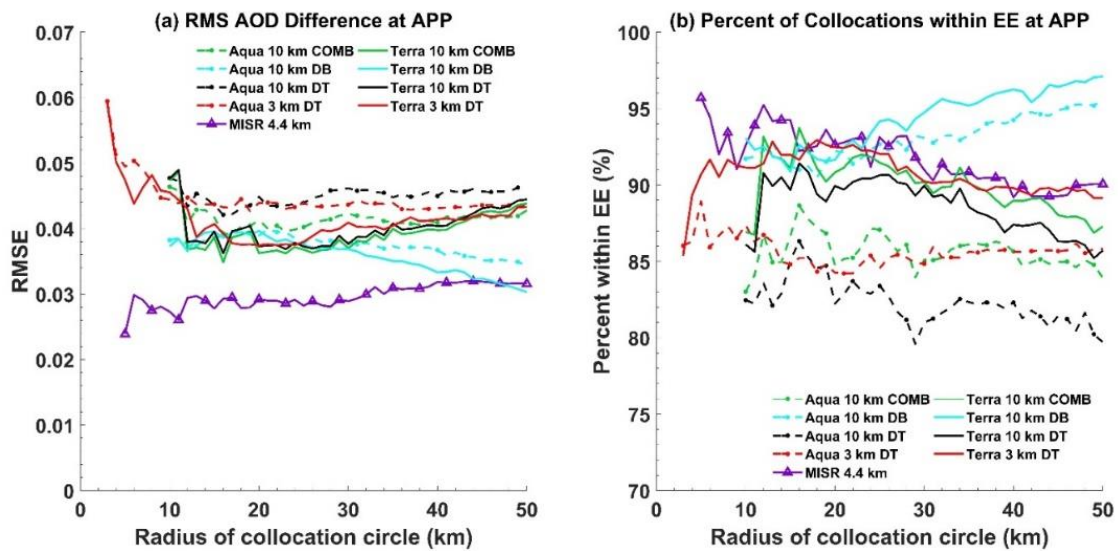 (a) RMS AOD Difference at APP
0.07
0.06
0.05
0.04
0.03
0.02
0.01
0
RMSE
Aqua 10 km COMB
Aqua 10 km DB
Aqua 10 km DT
Aqua 3 km DT
MISR 4.4 km
Terra 10 km COMB
Terra 10 km DB
Terra 10 km DT
Terra 3 km DT
0 10 20 30 40 50
Radius of collocation circle (km)
(b) Percent of Collocations within EE at APP
100
95
90
85
80
75
70
Percent within EE (%)
Aqua 10 km COMB
Aqua 10 km DB
Aqua 10 km DT
Aqua 3 km DT
MISR 4.4 km
Terra 10 km COMB
Terra 10 km DB
Terra 10 km DT
Terra 3 km DT
0 10 20 30 40 50
Radius of collocation circle (km)